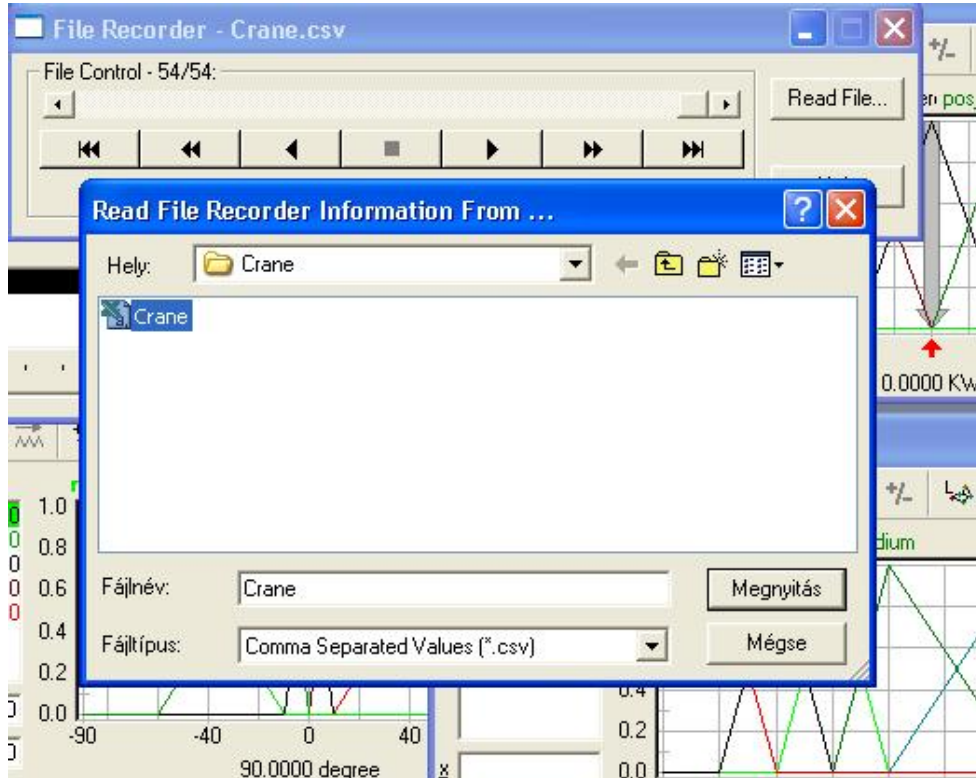 File Recorder - Crane.csv
File Control - 54/54:
Read File...
pos
+/-
Read File Recorder Information From ...
Hely:
Crane
Crane
0.0000 KW
Fájlnév:
Crane
Megnyitás
Fájltípus:
Comma Separated Values (*.csv)
Mégse
1.0
0.8
0.6
0.4
0.2
0.0
-90
-40
0
40
90.0000 degree
x
+/-
dium
0.4
0.2
0.0